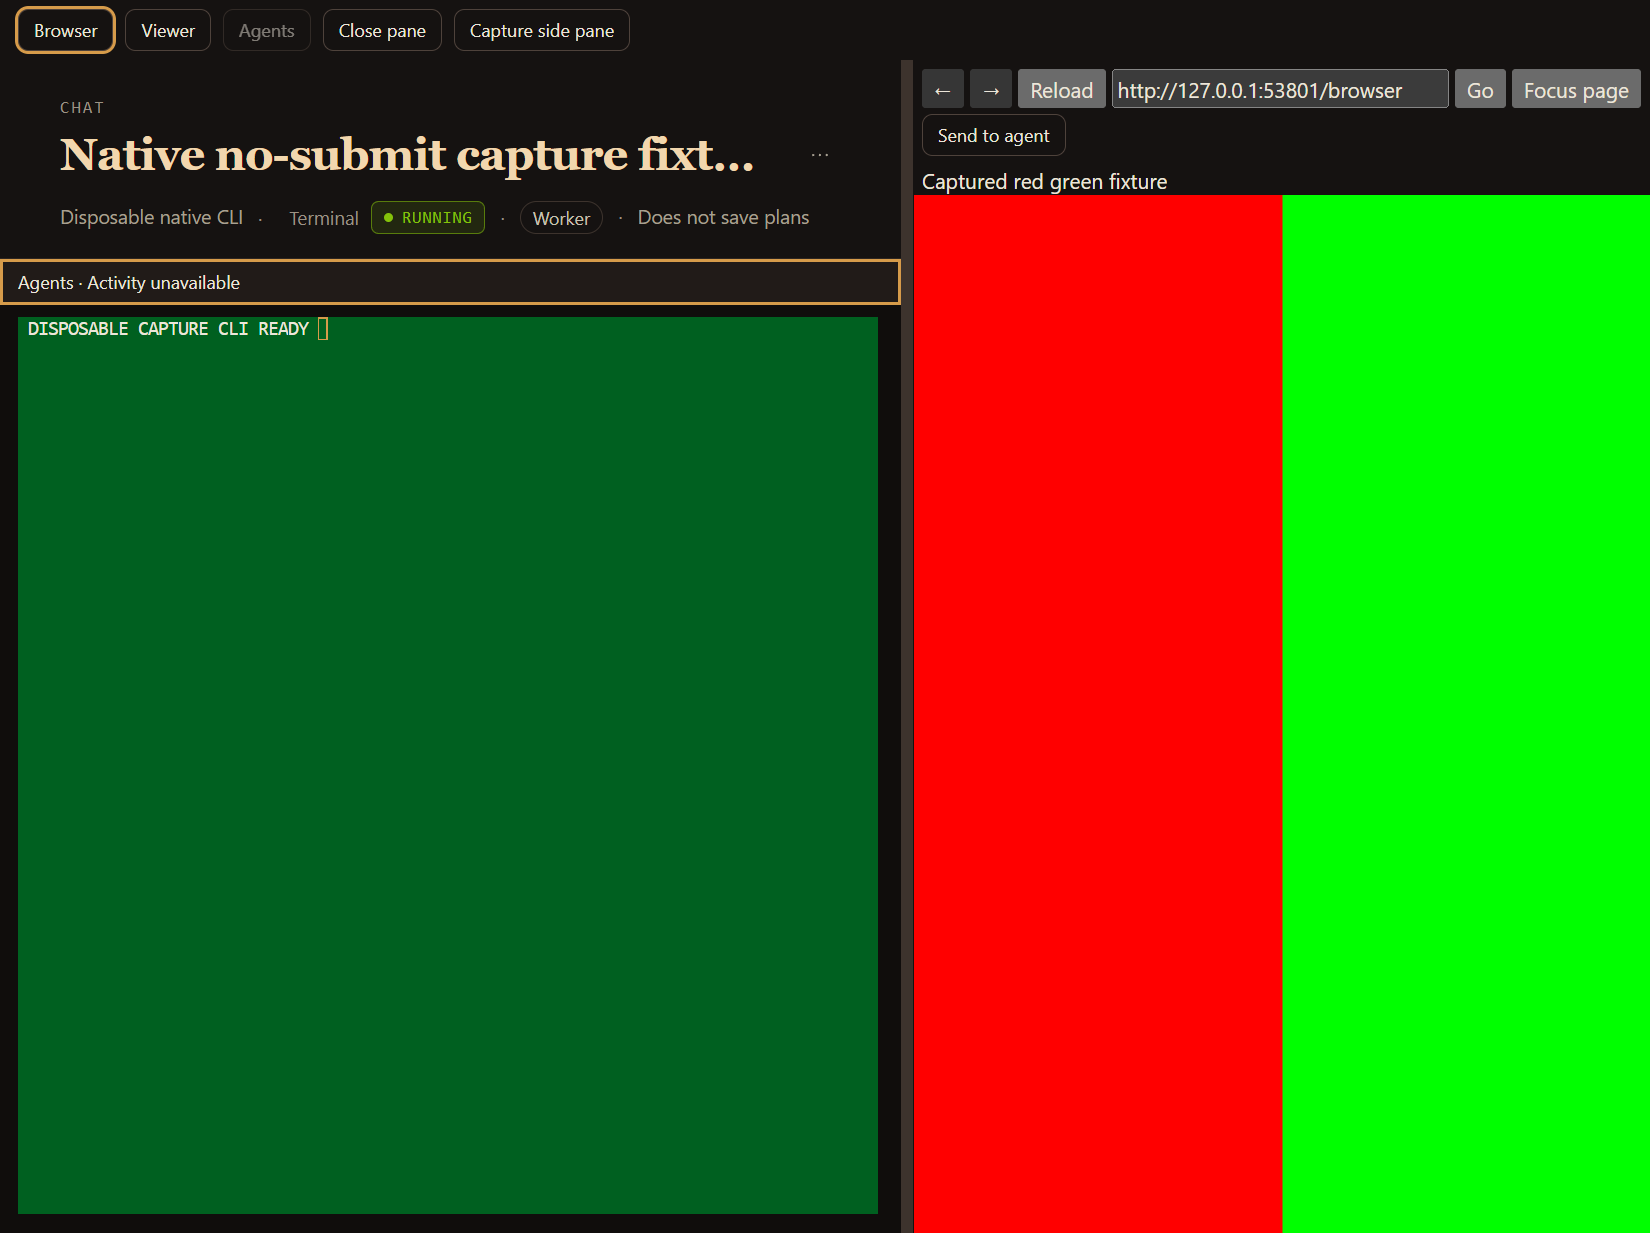 Browser Viewer Agents Close pane Capture side pane
CHAT
Native no-submit capture fixt...
...
Disposable native CLI · Terminal ● RUNNING · Worker · Does not save plans
Agents · Activity unavailable
DISPOSABLE CAPTURE CLI READY
← → Reload http://127.0.0.1:53801/browser Go Focus page
Send to agent
Captured red green fixture